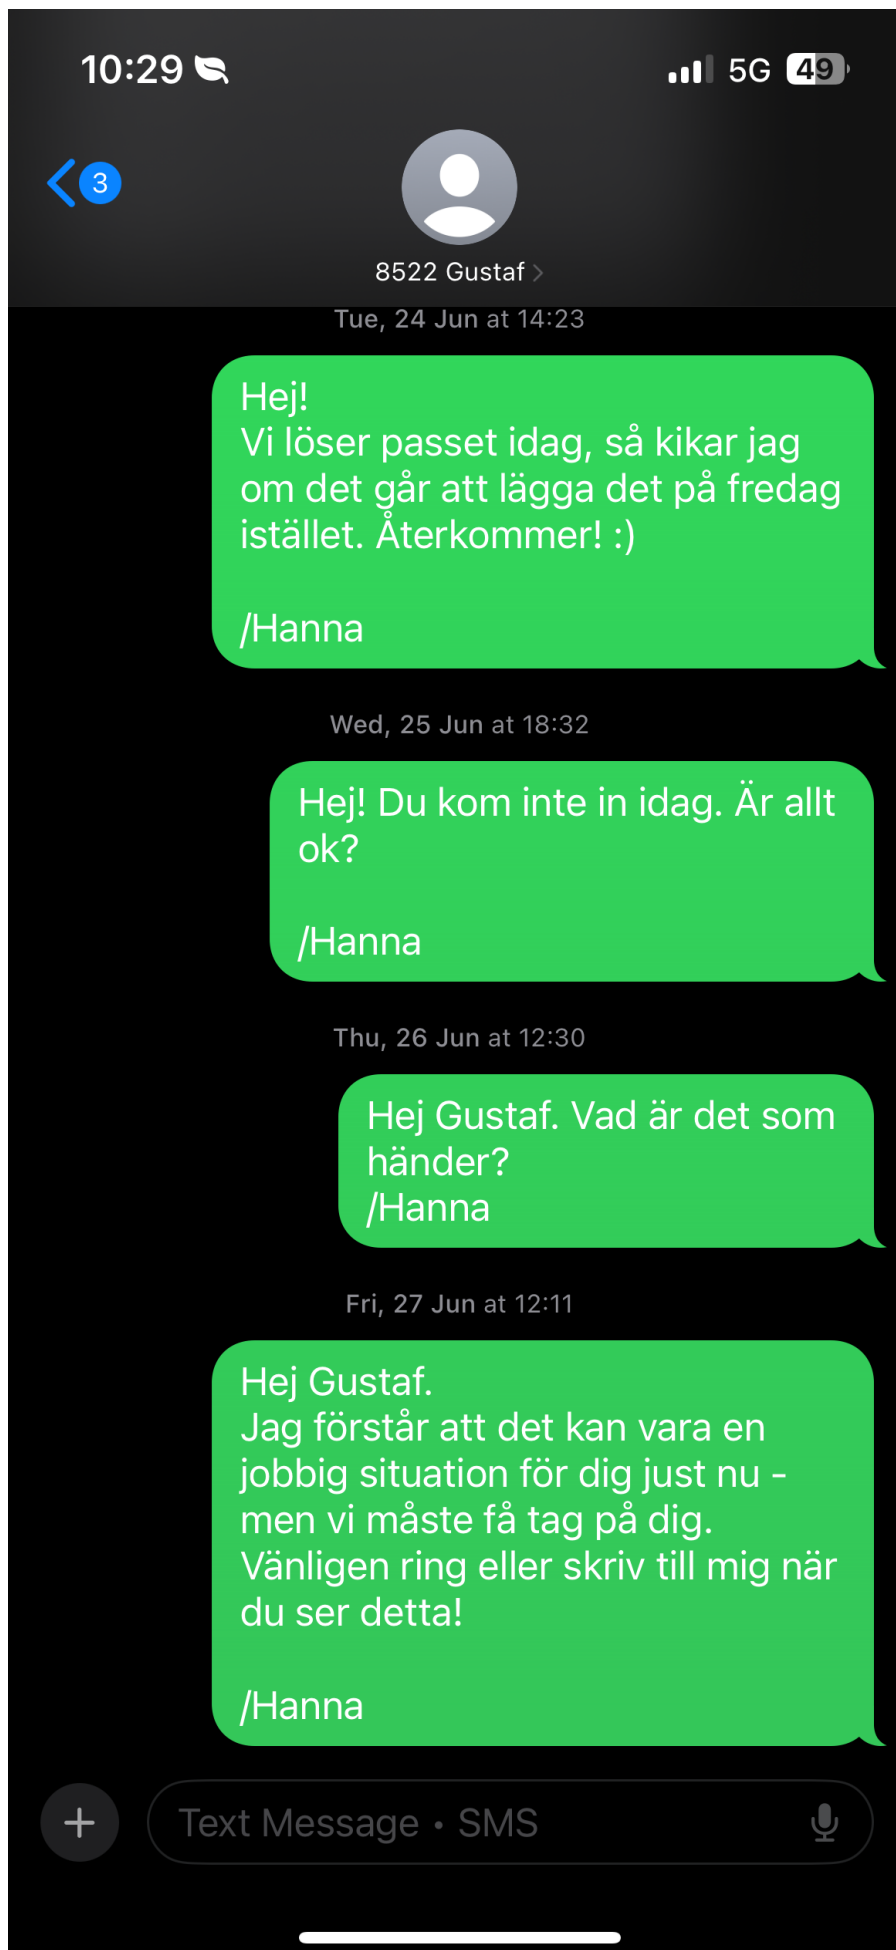 10:29
5G 49
3
8522 Gustaf
Tue, 24 Jun at 14:23
Hej!
Vi löser passet idag, så kikar jag
om det går att lägga det på fredag
istället. Återkommer! :)
/Hanna
Wed, 25 Jun at 18:32
Hej! Du kom inte in idag. Är allt
ok?
/Hanna
Thu, 26 Jun at 12:30
Hej Gustaf. Vad är det som
händer?
/Hanna
Fri, 27 Jun at 12:11
Hej Gustaf.
Jag förstår att det kan vara en
jobbig situation för dig just nu -
men vi måste få tag på dig.
Vänligen ring eller skriv till mig när
du ser detta!
/Hanna
Text Message • SMS